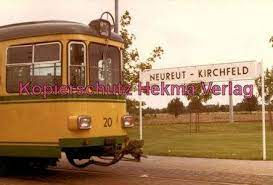 NEUREUT - KIRCHFELD
Kopierschutz Hekma Verlag
20